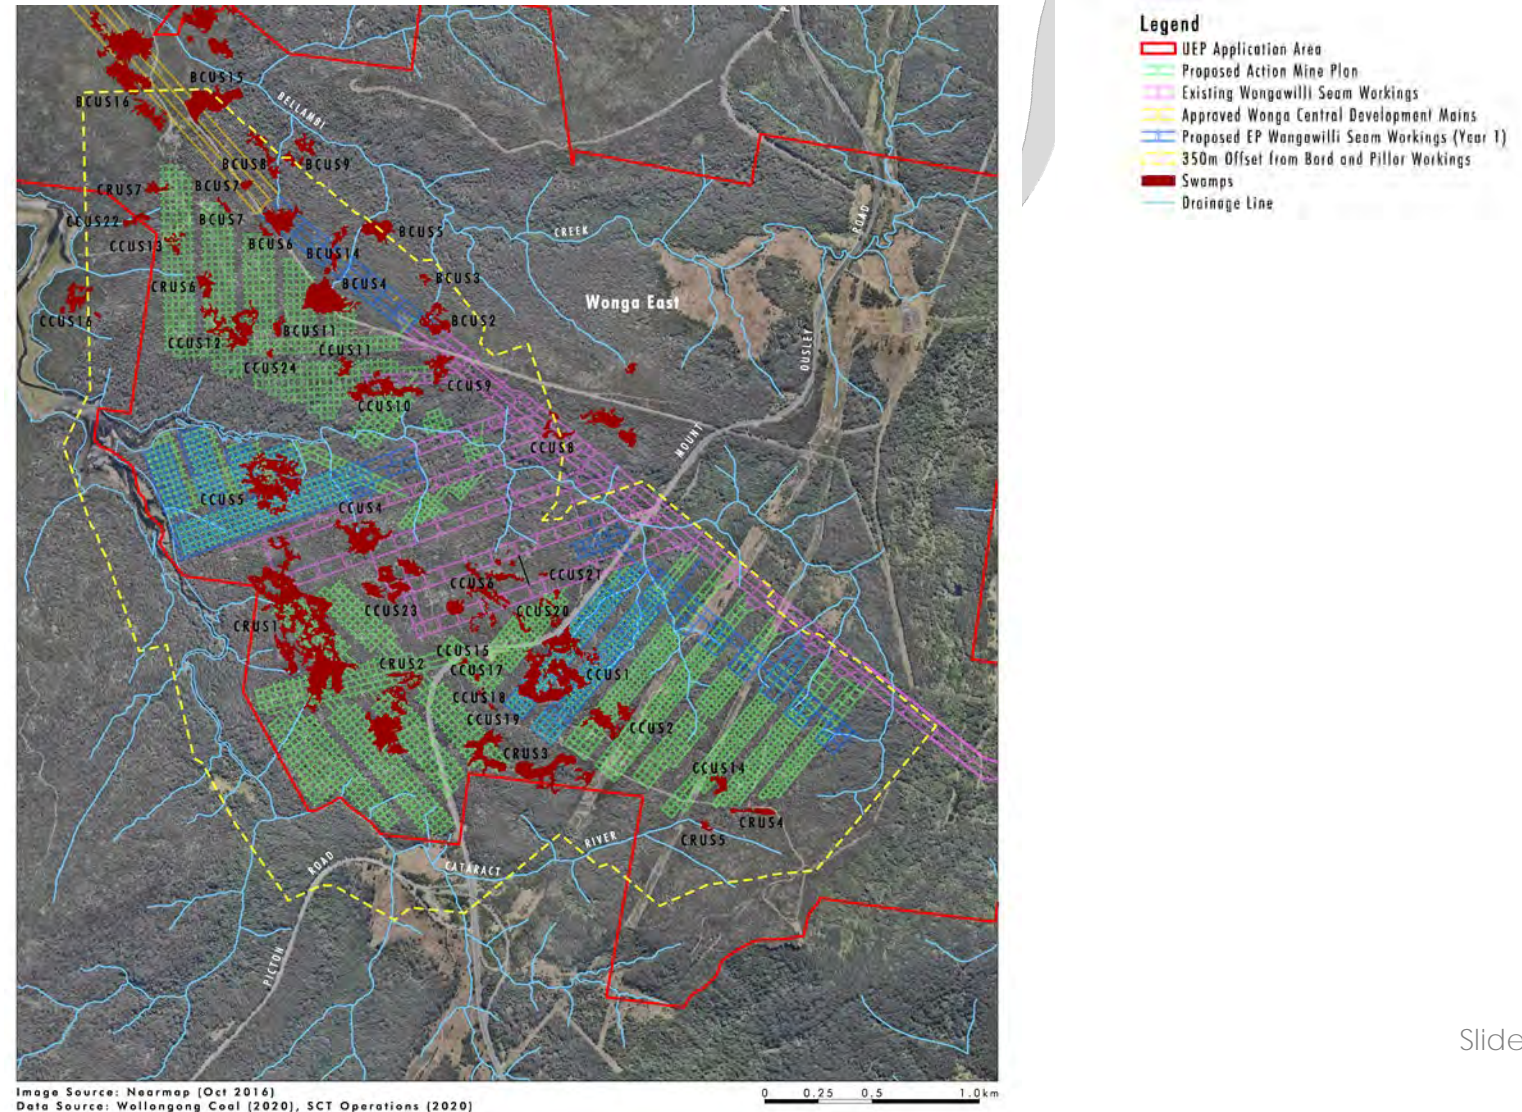 Legend
UEP Application Area
Proposed Action Mine Plan
Existing Wongawilli Seam Workings
Approved Wonga Central Development Mains
Proposed EP Wangawilli Seam Workings (Year 1)
350m Offset from Bord and Pillor Workings
Swamps
Drainage Line
BCUS15
BCUS16
BELLAMBI
BCUS8
BCUS9
CRUS7
BCUS7
CCUS22
BCUS7
CCUS13
BCUS6
BCUS5
CREEK
ROAD
BCUS14
CRUS6
BCUS4
BCUS3
Wonga East
CCUS16
BCUS2
BCUS11
CCUS12
CCUS11
OUSLEY
CCUS24
CCUS9
CCUS10
MOUNT
CCUS8
CCUS5
CCUS4
CCUS6
CCUS21
CCUS23
CCUS20
CRUS1
CCUS15
CRUS2
CCUS17
CCUS1
CCUS18
CCUS19
CCUS2
CRUS3
CCUS14
CRUS4
CRUS5
RIVER
ROAD
CATARACT
PICTON
Slide
Image Source: Nearmap (Oct 2016)
Data Source: Wollongong Coal (2020), SCT Operations (2020)
0 0.25 0.5 1.0km